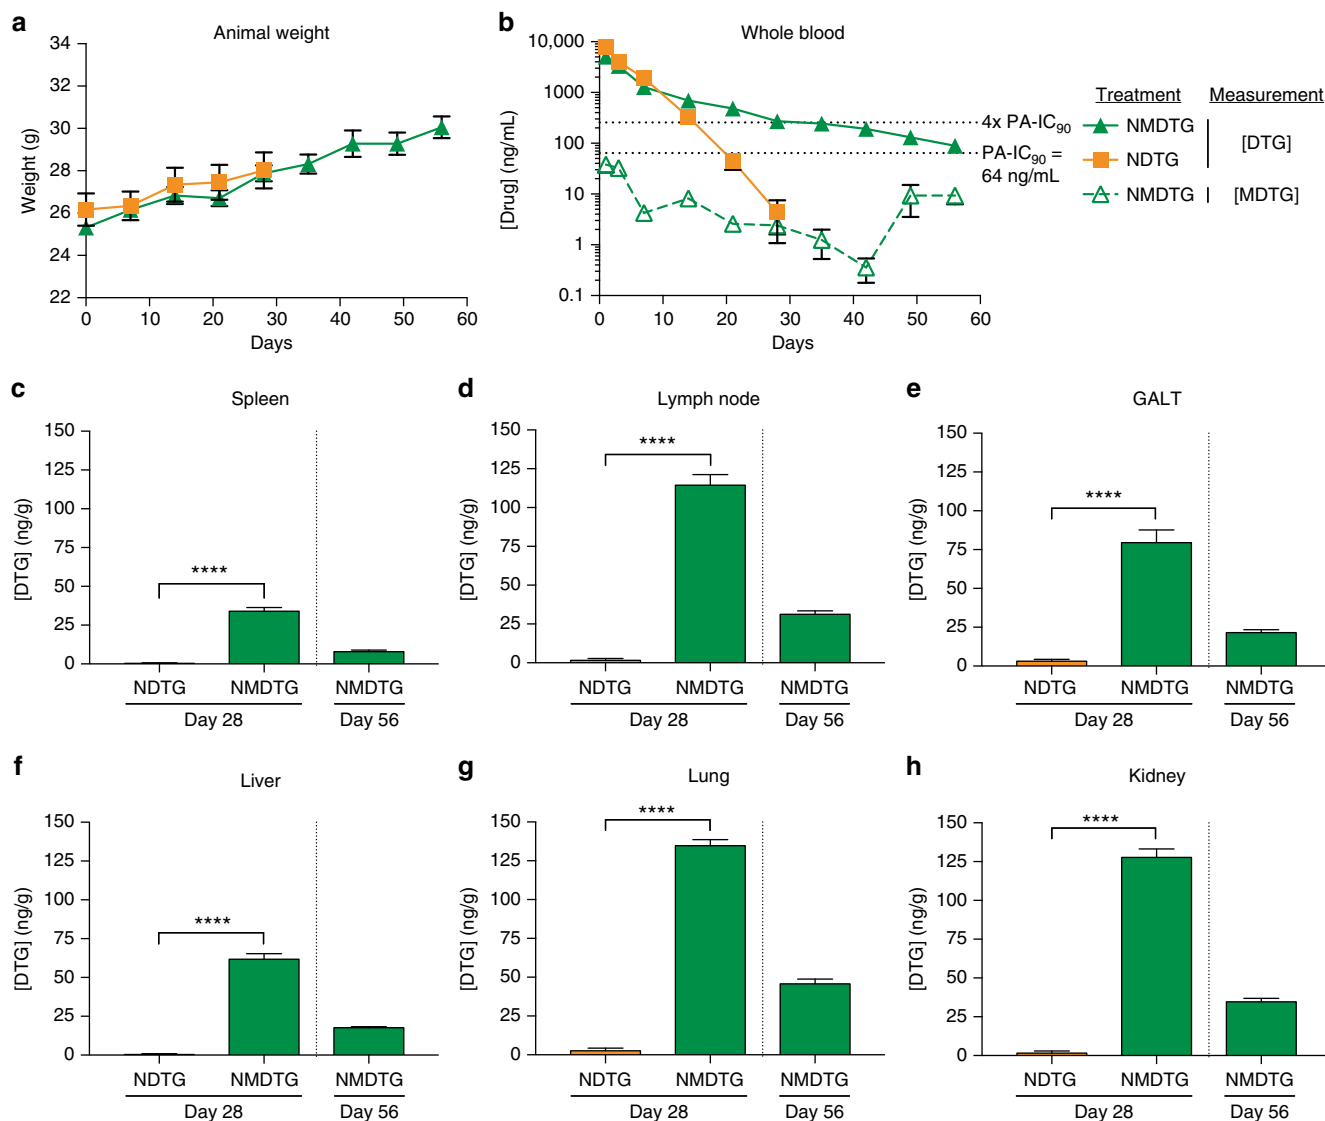 a
Animal weight
34
32
30
28
26
24
22
Weight (g)
0 10 20 30 40 50 60
Days
b
Whole blood
10,000
1000
100
10
1
0.1
[Drug] (ng/mL)
0 10 20 30 40 50 60
Days
4x PA-IC90
PA-IC90 =
64 ng/mL
Treatment Measurement
NMDTG
NDTG
[DTG]
NMDTG [MDTG]
c
Spleen
150
125
100
75
50
25
0
[DTG] (ng/g)
****
NDTG NMDTG NMDTG
Day 28 Day 56
d
Lymph node
150
125
100
75
50
25
0
[DTG] (ng/g)
****
NDTG NMDTG NMDTG
Day 28 Day 56
e
GALT
150
125
100
75
50
25
0
[DTG] (ng/g)
****
NDTG NMDTG NMDTG
Day 28 Day 56
f
Liver
150
125
100
75
50
25
0
[DTG] (ng/g)
****
NDTG NMDTG NMDTG
Day 28 Day 56
g
Lung
150
125
100
75
50
25
0
[DTG] (ng/g)
****
NDTG NMDTG NMDTG
Day 28 Day 56
h
Kidney
150
125
100
75
50
25
0
[DTG] (ng/g)
****
NDTG NMDTG NMDTG
Day 28 Day 56